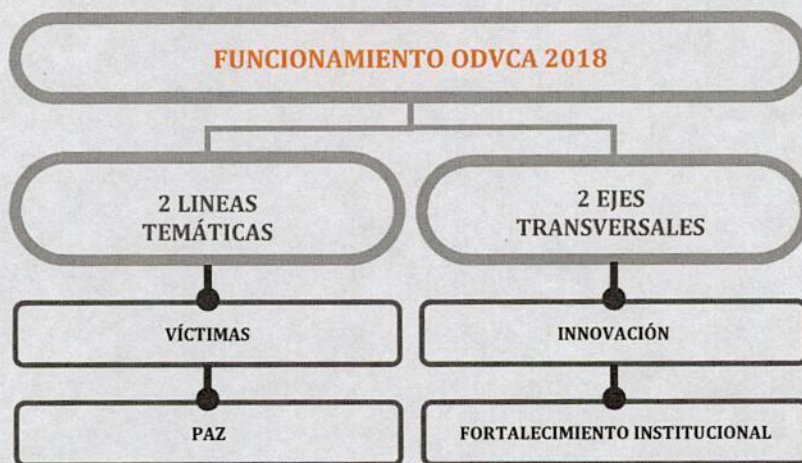 FUNCIONAMIENTO ODVCA 2018
2 LINEAS
TEMÁTICAS
2 EJES
TRANSVERSALES
VÍCTIMAS
INNOVACIÓN
PAZ
FORTALECIMIENTO INSTITUCIONAL